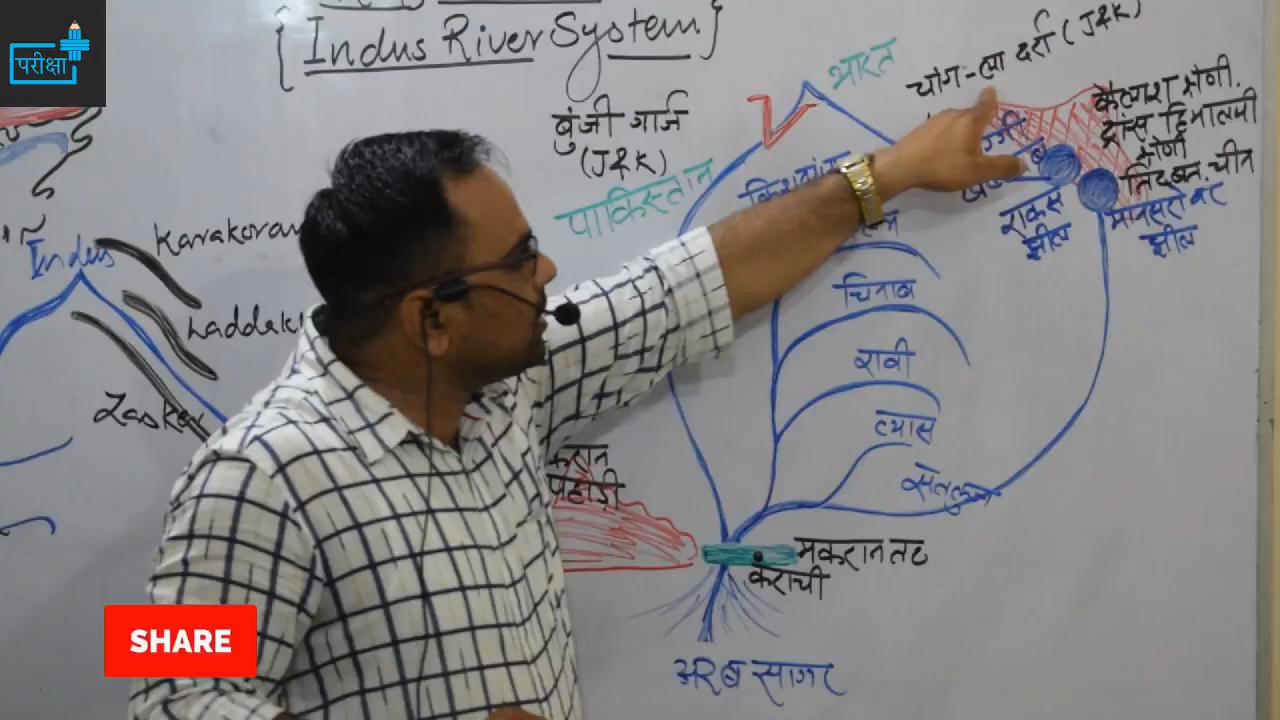 परीक्षा
{Indus River System}
भारत
चांग-ला दर्रा (J&K)
बुंजी गार्ज
(J&K)
पाकिस्तान
कैलाश श्रेणी.
ट्रांस हिमालयी
श्रेणी
तिब्बत, चीन
मानसरोवर
झील
राकस
झील
Indus
Karakoram
Laddakh
Zaskar
चिनाब
रावी
व्यास
सतलुज
पहाड़ी
मकरान तट
कराची
अरब सागर
SHARE